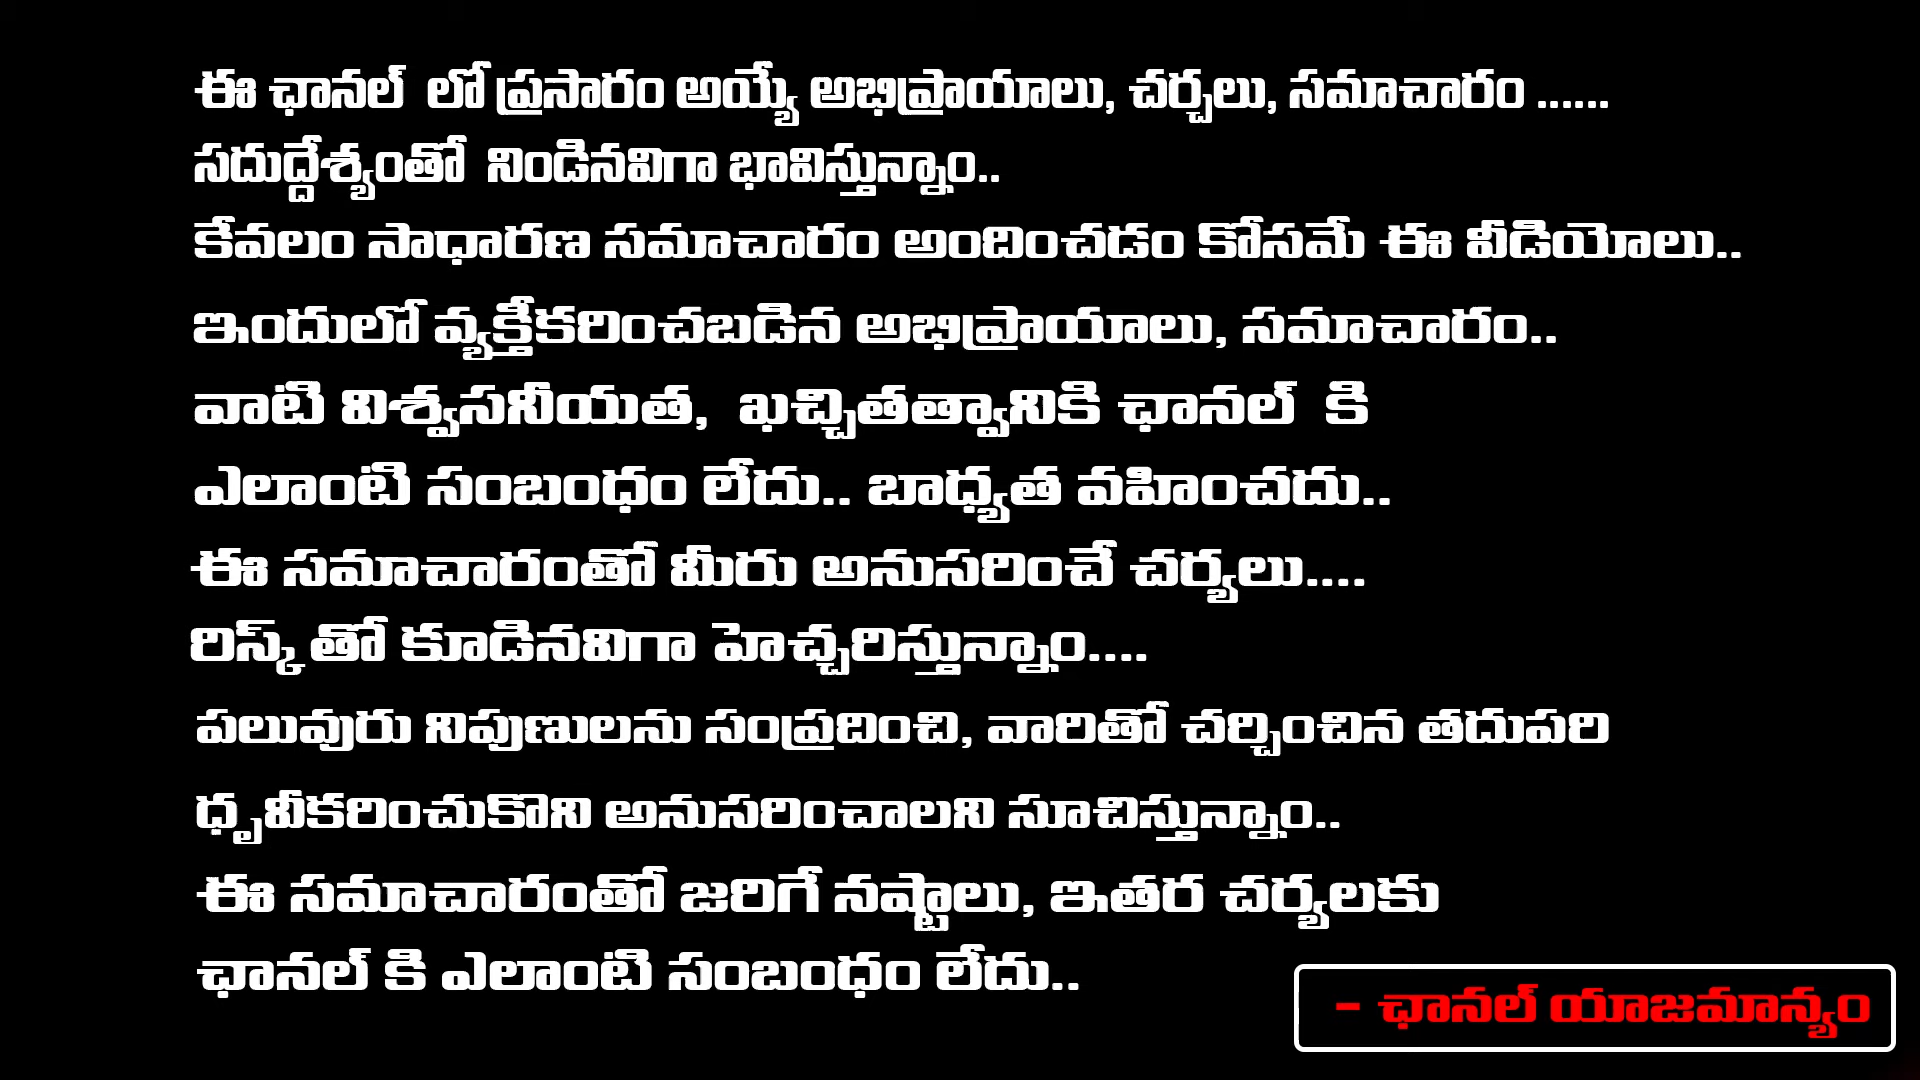 ఈ ఛానల్ లో ప్రసారం అయ్యే అభిప్రాయాలు, చర్చలు, సమాచారం ......
సదుద్దేశ్యంతో నిండినవిగా భావిస్తున్నాం..
కేవలం సాధారణ సమాచారం అందించడం కోసమే ఈ వీడియోలు..
ఇందులో వ్యక్తీకరించబడిన అభిప్రాయాలు, సమాచారం..
వాటి విశ్వసనీయత, ఖచ్చితత్వానికి ఛానల్ కి
ఎలాంటి సంబంధం లేదు.. బాధ్యత వహించదు..
ఈ సమాచారంతో మీరు అనుసరించే చర్యలు....
రిస్క్ తో కూడినవిగా హెచ్చరిస్తున్నాం....
పలువురు నిపుణులను సంప్రదించి, వారితో చర్చించిన తదుపరి
ధృవీకరించుకొని అనుసరించాలని సూచిస్తున్నాం..
ఈ సమాచారంతో జరిగే నష్టాలు, ఇతర చర్యలకు
ఛానల్ కి ఎలాంటి సంబంధం లేదు..
- ఛానల్ యాజమాన్యం